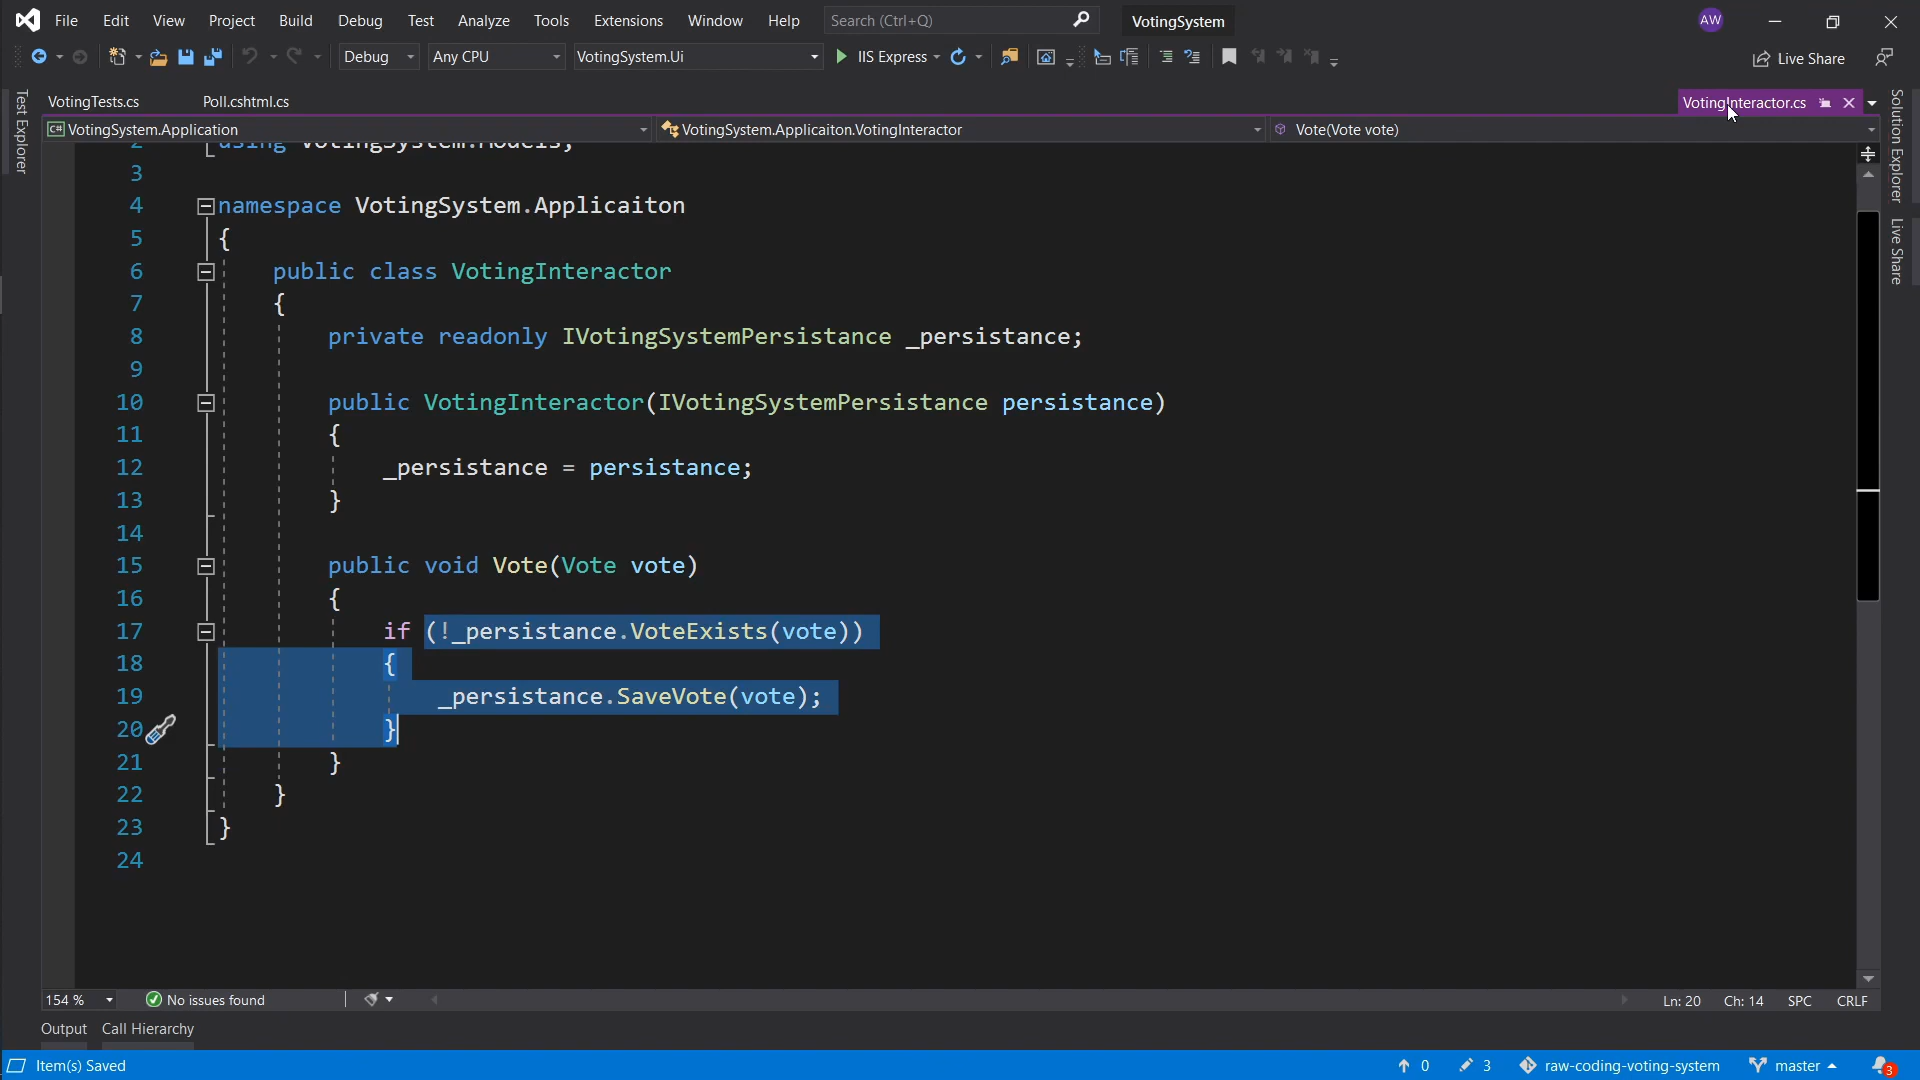 File Edit View Project Build Debug Test Analyze Tools Extensions Window Help Search (Ctrl+Q) VotingSystem AW
Debug Any CPU VotingSystem.Ui IIS Express Live Share
VotingTests.cs Poll.cshtml.cs VotingInteractor.cs
VotingSystem.Application VotingSystem.Applicaiton.VotingInteractor Vote(Vote vote)
Test Explorer
Solution Explorer
Live Share
2 using VotingSystem.Models;
3
4 namespace VotingSystem.Applicaiton
5 {
6 public class VotingInteractor
7 {
8 private readonly IVotingSystemPersistance _persistance;
9
10 public VotingInteractor(IVotingSystemPersistance persistance)
11 {
12 _persistance = persistance;
13 }
14
15 public void Vote(Vote vote)
16 {
17 if (!_persistance.VoteExists(vote))
18 {
19 _persistance.SaveVote(vote);
20 }
21 }
22 }
23 }
24
154 % No issues found Ln: 20 Ch: 14 SPC CRLF
Output Call Hierarchy
Item(s) Saved 0 3 raw-coding-voting-system master 3